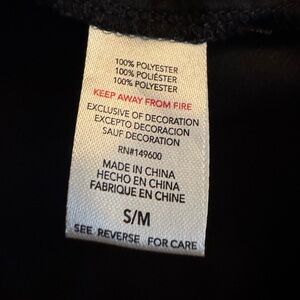 100% POLYESTER
100% POLIÉSTER
100% POLYESTER
KEEP AWAY FROM FIRE
EXCLUSIVE OF DECORATION
EXCEPTO DECORACION
SAUF DECORATION
RN#149600
MADE IN CHINA
HECHO EN CHINA
FABRIQUE EN CHINE
S/M
SEE REVERSE FOR CARE